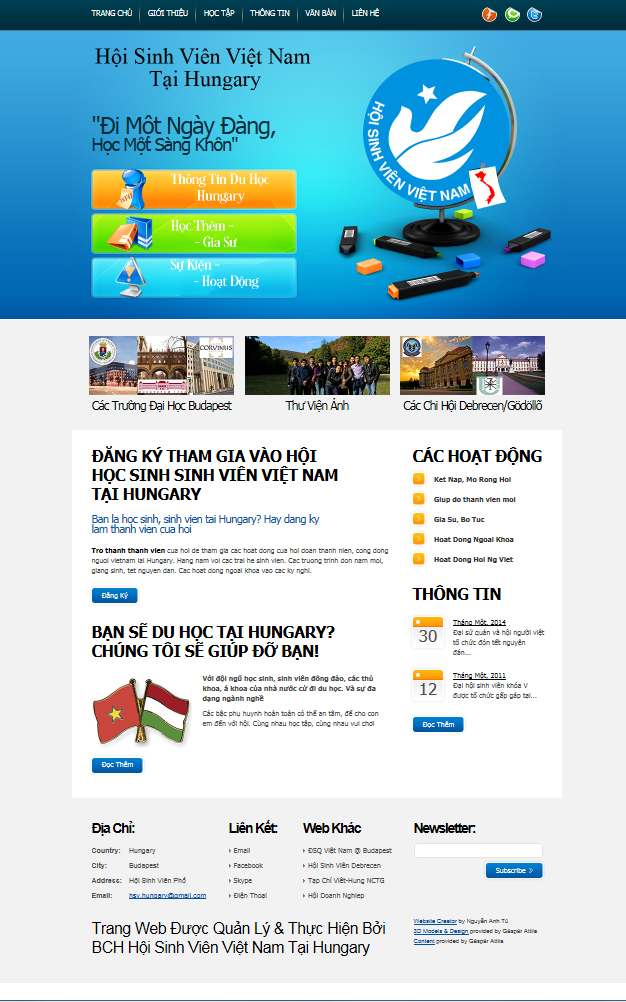 TRANG CHỦ GIỚI THIỆU HỌC TẬP THÔNG TIN VĂN BẢN LIÊN HỆ
Hội Sinh Viên Việt Nam
Tại Hungary
"Đi Một Ngày Đàng,
Học Một Sàng Khôn"
HỘI SINH VIÊN VIỆT NAM
Thông Tin Du Học
Hungary
Học Thêm -
- Gia Sư
Sự Kiện -
- Hoạt Động
CORVINUS
Các Trường Đại Học Budapest
Thư Viện Ảnh
Các Chi Hội Debrecen/Gödöllő
ĐĂNG KÝ THAM GIA VÀO HỘI
HỌC SINH SINH VIÊN VIỆT NAM
TẠI HUNGARY
Ban la học sinh, sinh vien tai Hungary? Hay dang ky
lam thanh vien cua hoi
Tro thanh thanh vien cua hoi de tham gia cac hoat dong cua hoi doan thanh nien, cong dong
nguoi vietnam tai Hungary. Hang nam voi cac trai he sinh vien. Cac truong trinh don nam moi,
giang sinh, tet nguyen dan. Cac hoat dong ngoai khoa vao cac ky nghi.
Đăng Ký
BẠN SẼ DU HỌC TẠI HUNGARY?
CHÚNG TÔI SẼ GIÚP ĐỠ BẠN!
Với đội ngũ học sinh, sinh viên đông đảo, các thủ
khoa, á khoa của nhà nước cử đi du học. Và sự đa
dạng ngành nghề
Các bậc phụ huynh hoàn toàn có thể an tâm, để cho con
em đến với hội. Cùng nhau học tập, cùng nhau vui chơi
Đọc Thêm
CÁC HOẠT ĐỘNG
Ket Nap, Mo Rong Hoi
Giup do thanh vien moi
Gia Su, Bo Tuc
Hoat Dong Ngoai Khoa
Hoat Dong Hoi Ng Viet
THÔNG TIN
30
Tháng Một, 2014
Đại sứ quán và hội người việt
tổ chức đón tết nguyên
đán...
12
Tháng Một, 2011
Đại hội sinh viên khóa V
được tổ chức gấp gáp tại...
Đọc Thêm
Địa Chỉ:
Country: Hungary
City: Budapest
Address: Hội Sinh Viên Phố
Email: hsv.hungary@gmail.com
Liên Kết:
Email
Facebook
Skype
Điện Thoại
Web Khác
ĐSQ Việt Nam @ Budapest
Hội Sinh Viên Debrecen
Tạp Chí Việt-Hung NCTG
Hội Doanh Nghiep
Newsletter:
Subscribe
Trang Web Được Quản Lý & Thực Hiện Bởi
BCH Hội Sinh Viên Việt Nam Tại Hungary
Website Creator by Nguyễn Anh Tú
3D Models & Design provided by Gáspár Attila
Content provided by Gáspár Attila